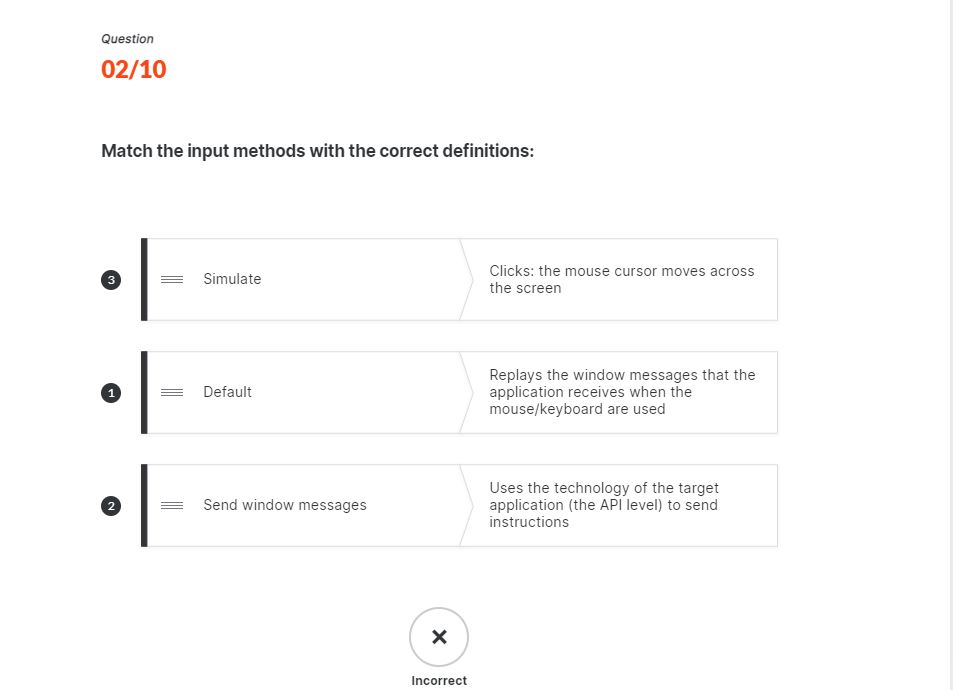 Question
02/10
Match the input methods with the correct definitions:
3
Simulate
Clicks: the mouse cursor moves across
the screen
1
Default
Replays the window messages that the
application receives when the
mouse/keyboard are used
2
Send window messages
Uses the technology of the target
application (the API level) to send
instructions
Incorrect